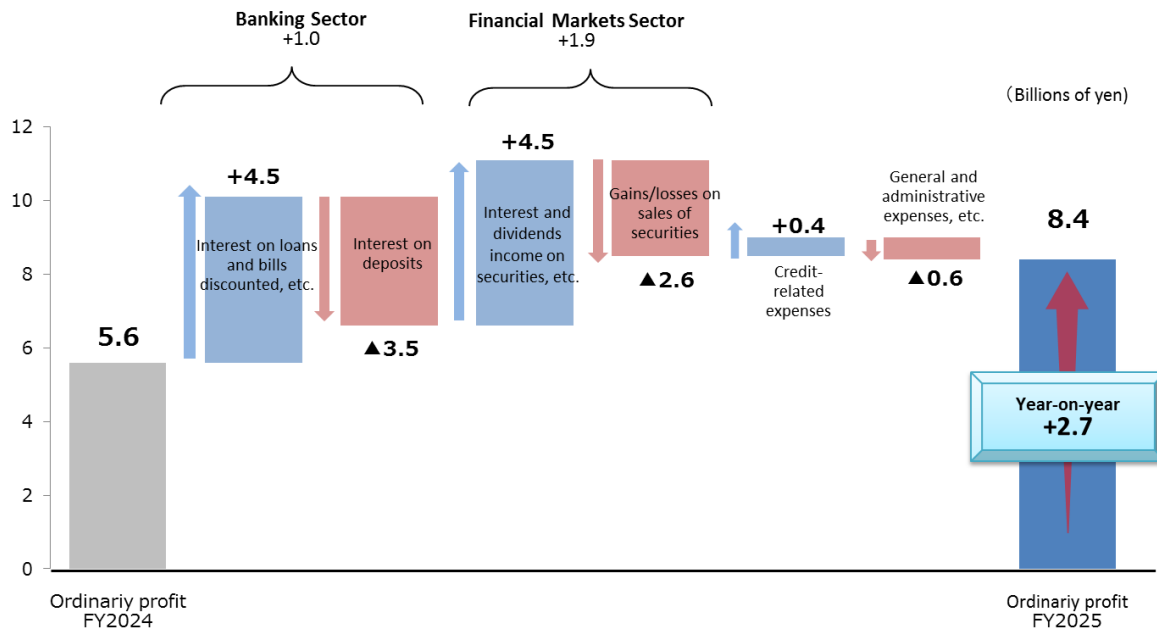 Banking Sector
+1.0
Financial Markets Sector
+1.9
（Billions of yen)
12
10
8
6
4
2
0
5.6
+4.5
Interest on loans
and bills
discounted, etc.
Interest on
deposits
▲3.5
+4.5
Interest and
dividends
income on
securities, etc.
Gains/losses on
sales of
securities
▲2.6
+0.4
Credit-
related
expenses
General and
administrative
expenses, etc.
▲0.6
8.4
Year-on-year
+2.7
Ordinariy profit
FY2024
Ordinariy profit
FY2025